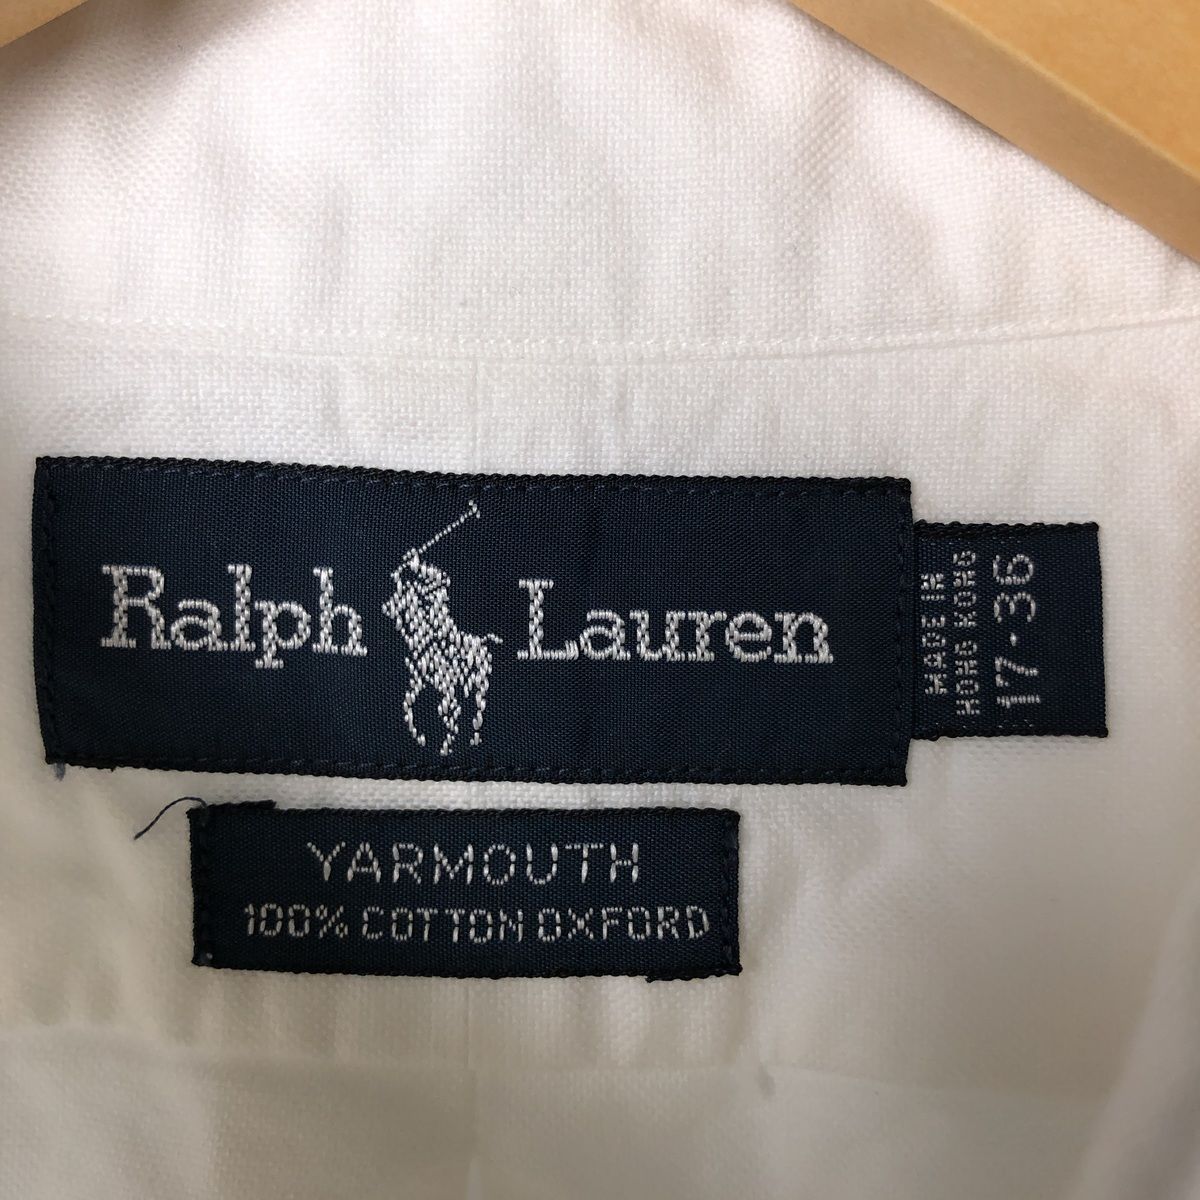 Ralph Lauren
MADE IN
HONG KONG
17·36
YARMOUTH
100% COTTON OXFORD